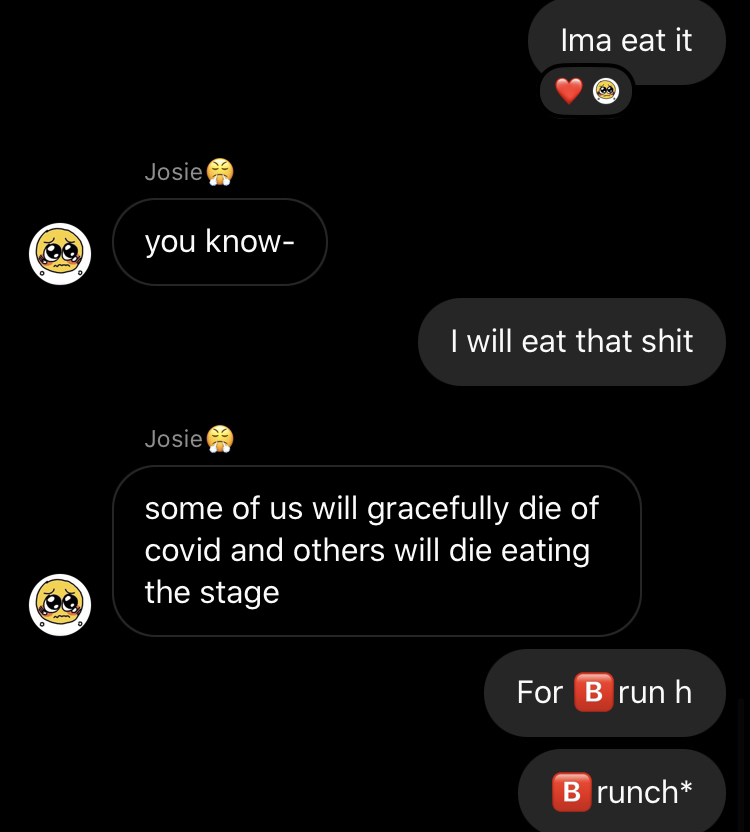 Ima eat it
❤️
Josie😤
you know-
I will eat that shit
Josie😤
some of us will gracefully die of
covid and others will die eating
the stage
For 🅱️run h
🅱️runch*